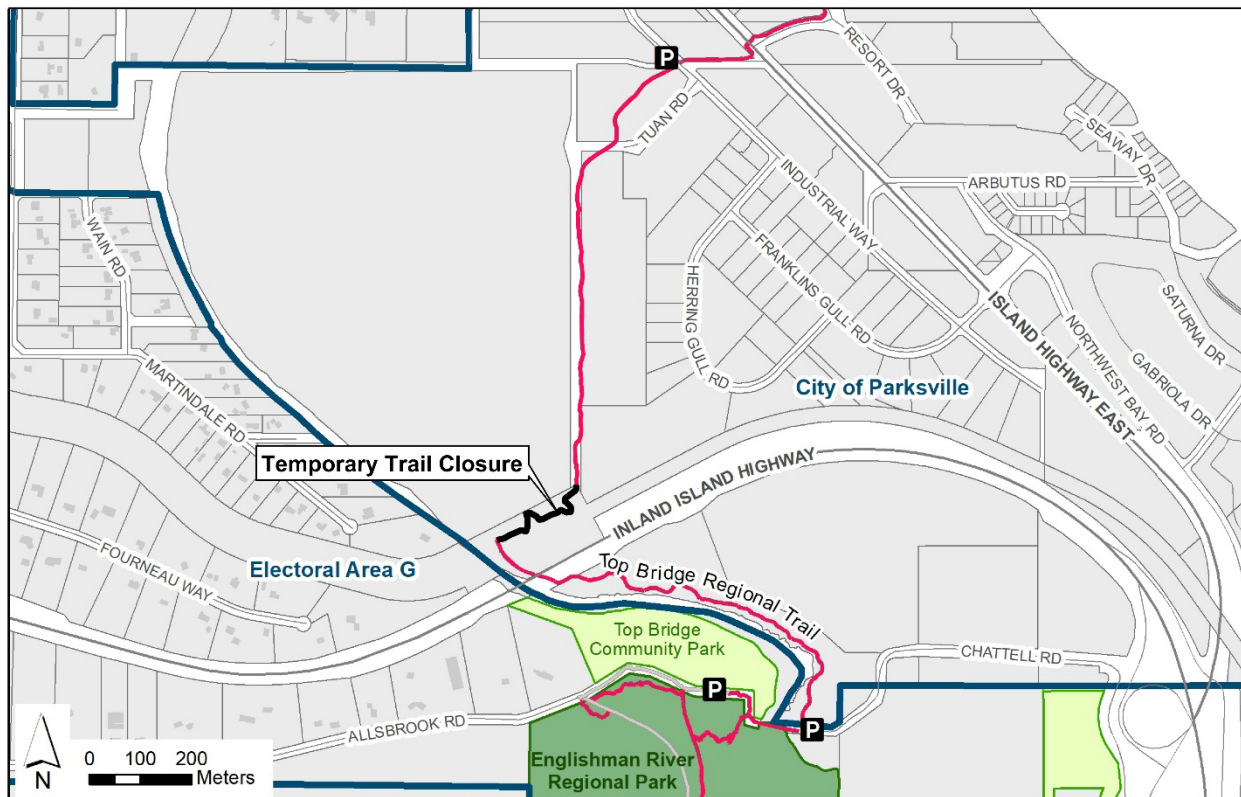 P
RESORT DR
TUAN RD
SEAWAY DR
INDUSTRIAL WAY
ARBUTUS RD
WAIN RD
HERRING GULL RD
FRANKLINS GULL RD
ISLAND HIGHWAY EAST
NORTHWEST BAY RD
SATURNA DR
GABRIOLA DR
MARTINDALE RD
City of Parksville
Temporary Trail Closure
INLAND ISLAND HIGHWAY
FOURNEAU WAY
Electoral Area G
Top Bridge Regional Trail
Top Bridge
Community Park
CHATTELL RD
P
P
ALLSBROOK RD
Englishman River
Regional Park
N
0 100 200
Meters